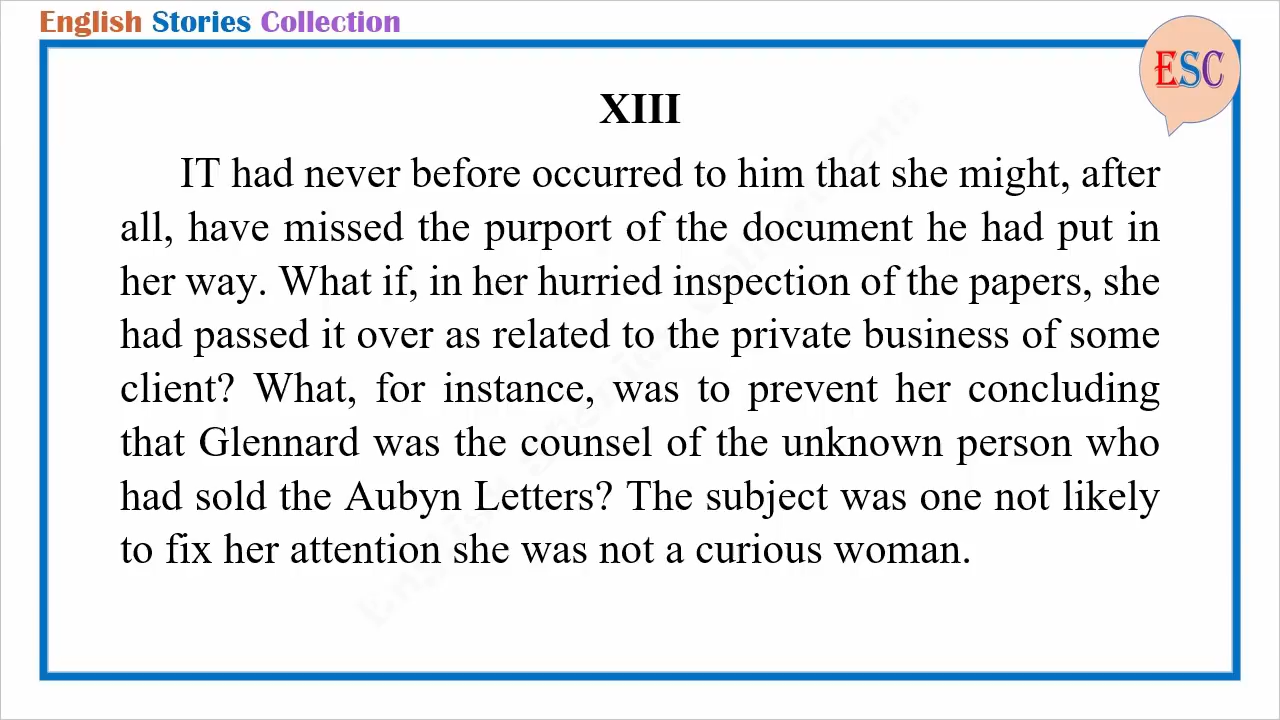 English Stories Collection
ESC
XIII
IT had never before occurred to him that she might, after
all, have missed the purport of the document he had put in
her way. What if, in her hurried inspection of the papers, she
had passed it over as related to the private business of some
client? What, for instance, was to prevent her concluding
that Glennard was the counsel of the unknown person who
had sold the Aubyn Letters? The subject was one not likely
to fix her attention she was not a curious woman.